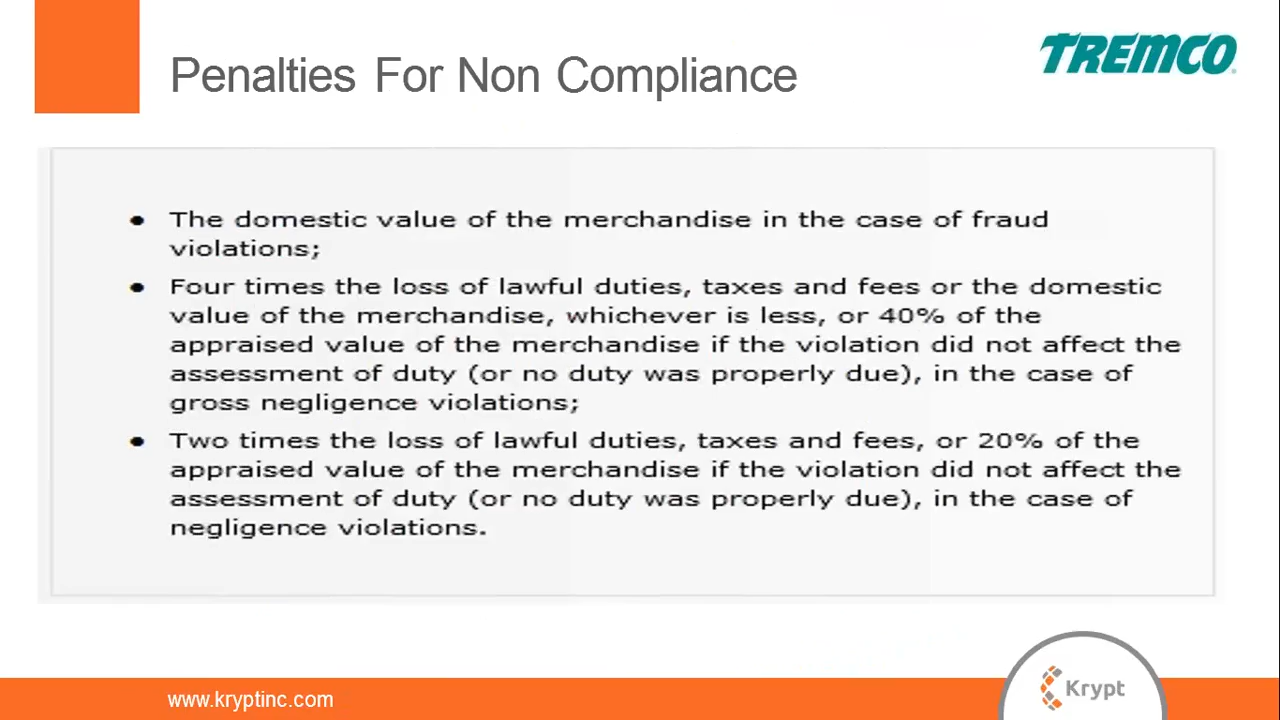 TREMCO
Penalties For Non Compliance
• The domestic value of the merchandise in the case of fraud
violations;
• Four times the loss of lawful duties, taxes and fees or the domestic
value of the merchandise, whichever is less, or 40% of the
appraised value of the merchandise if the violation did not affect the
assessment of duty (or no duty was properly due), in the case of
gross negligence violations;
• Two times the loss of lawful duties, taxes and fees, or 20% of the
appraised value of the merchandise if the violation did not affect the
assessment of duty (or no duty was properly due), in the case of
negligence violations.
Krypt
www.kryptinc.com